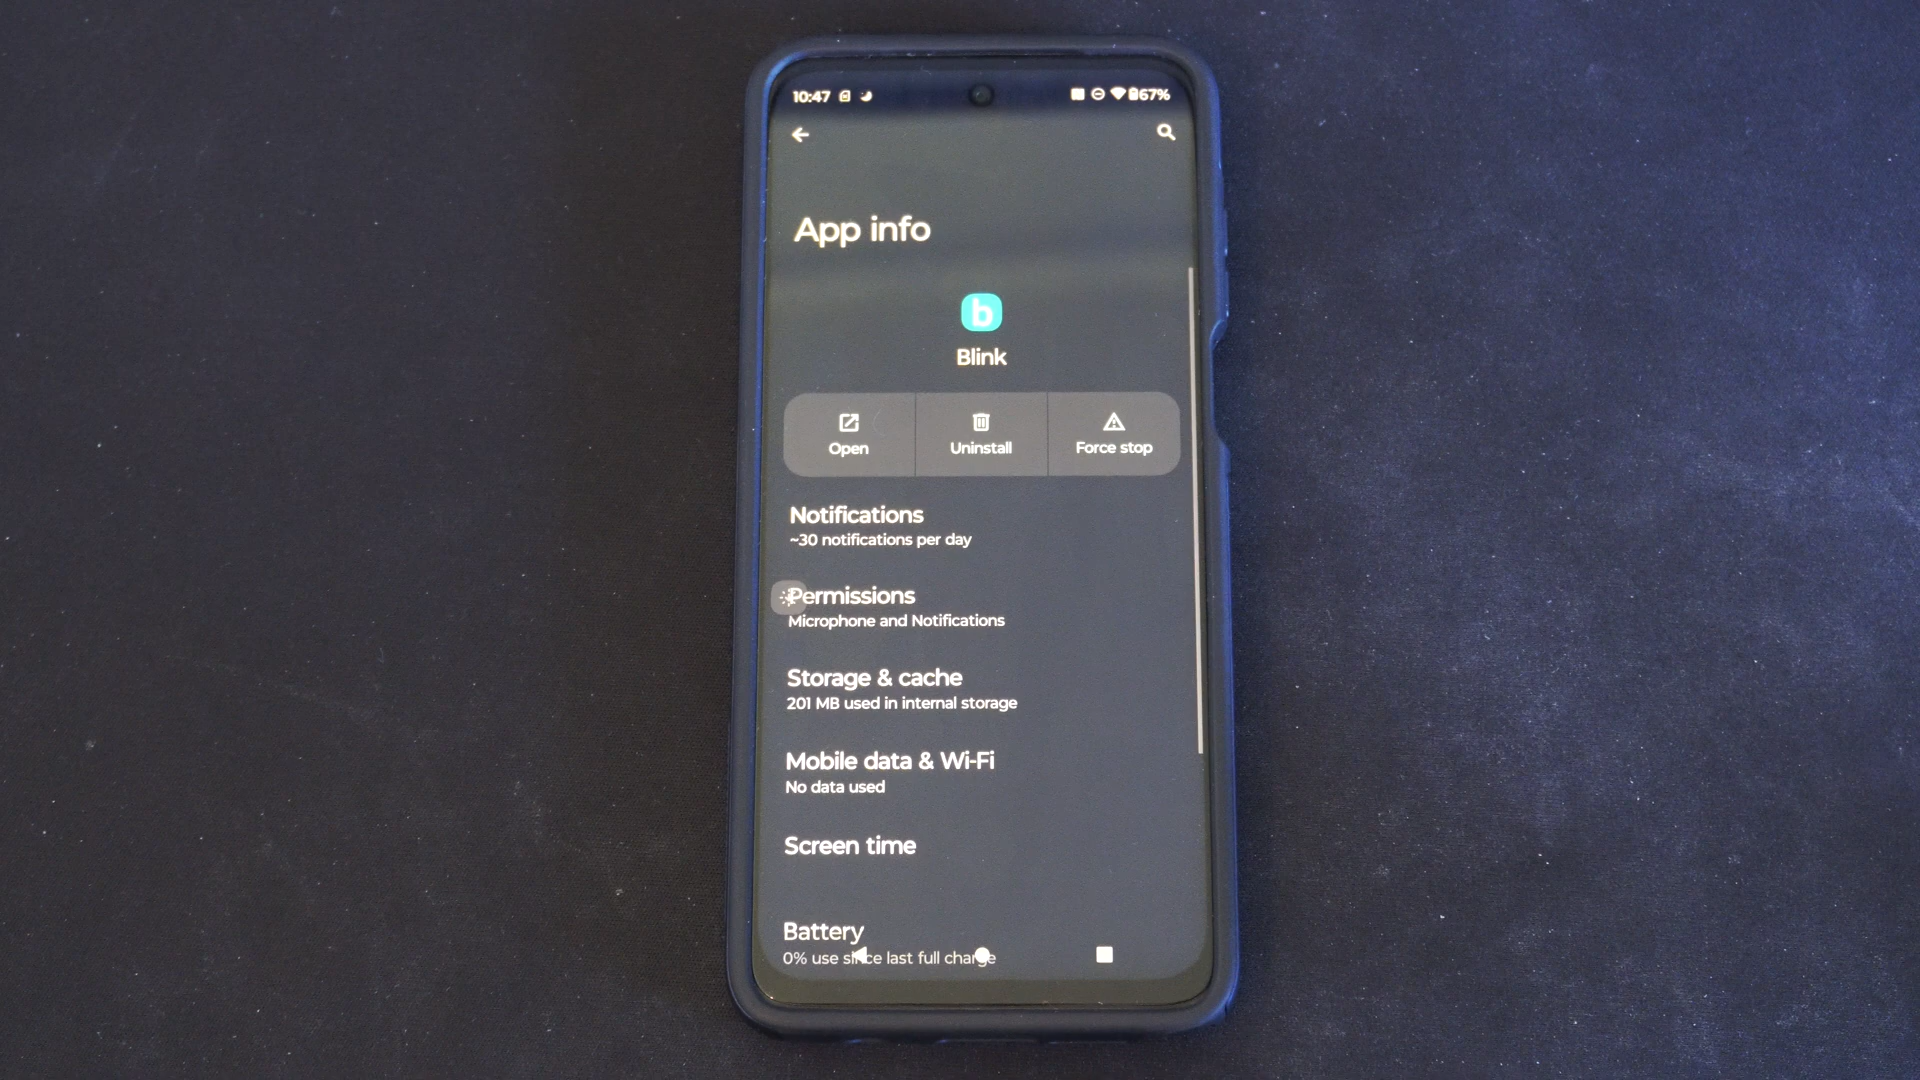 10:47 67%
App info
b
Blink
Open Uninstall Force stop
Notifications
~30 notifications per day
Permissions
Microphone and Notifications
Storage & cache
201 MB used in internal storage
Mobile data & Wi-Fi
No data used
Screen time
Battery
0% use since last full charge